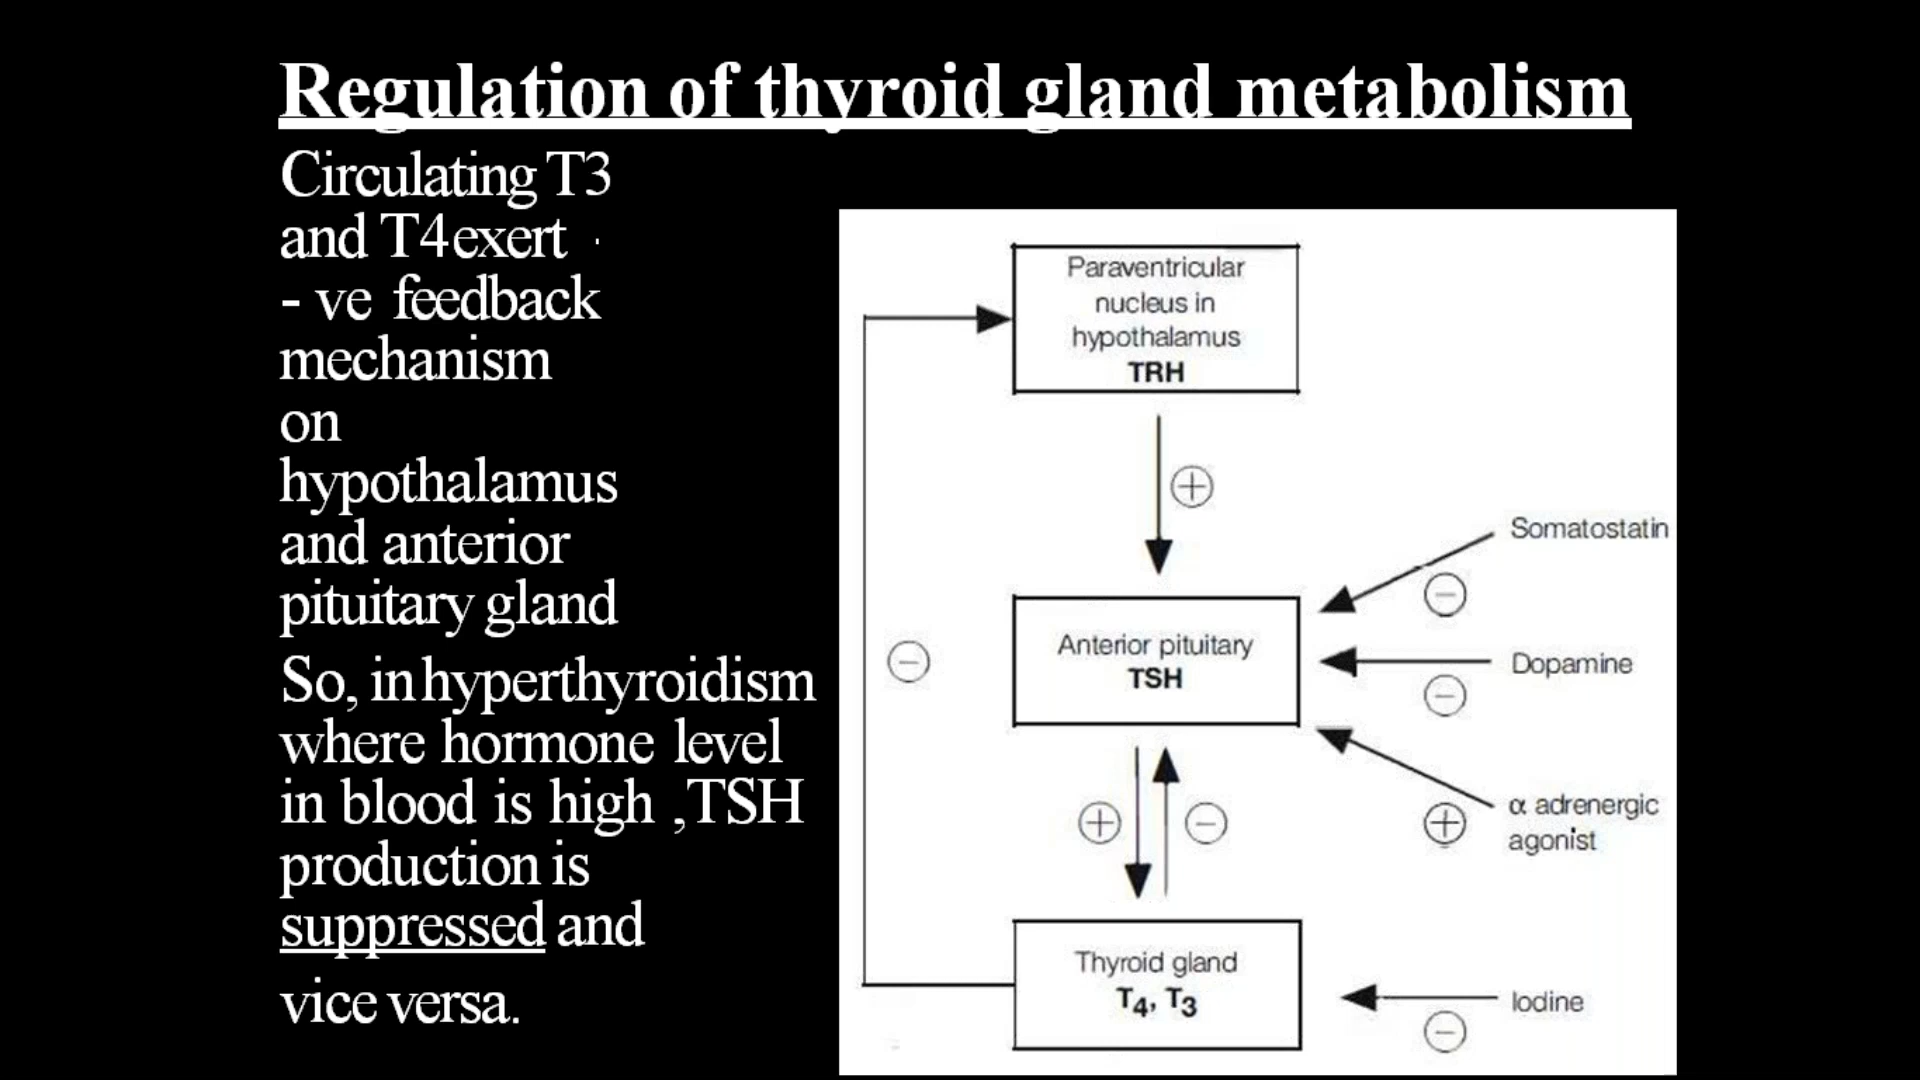 Regulation of thyroid gland metabolism
Circulating T3
and T4 exert
- ve feedback
mechanism
on
hypothalamus
and anterior
pituitary gland
So, in hyperthyroidism
where hormone level
in blood is high ,TSH
production is
suppressed and
vice versa.
Paraventricular
nucleus in
hypothalamus
TRH
+
Somatostatin
−
Anterior pituitary
TSH
Dopamine
−
−
+
−
α adrenergic
agonist
+
Thyroid gland
T4, T3
Iodine
−